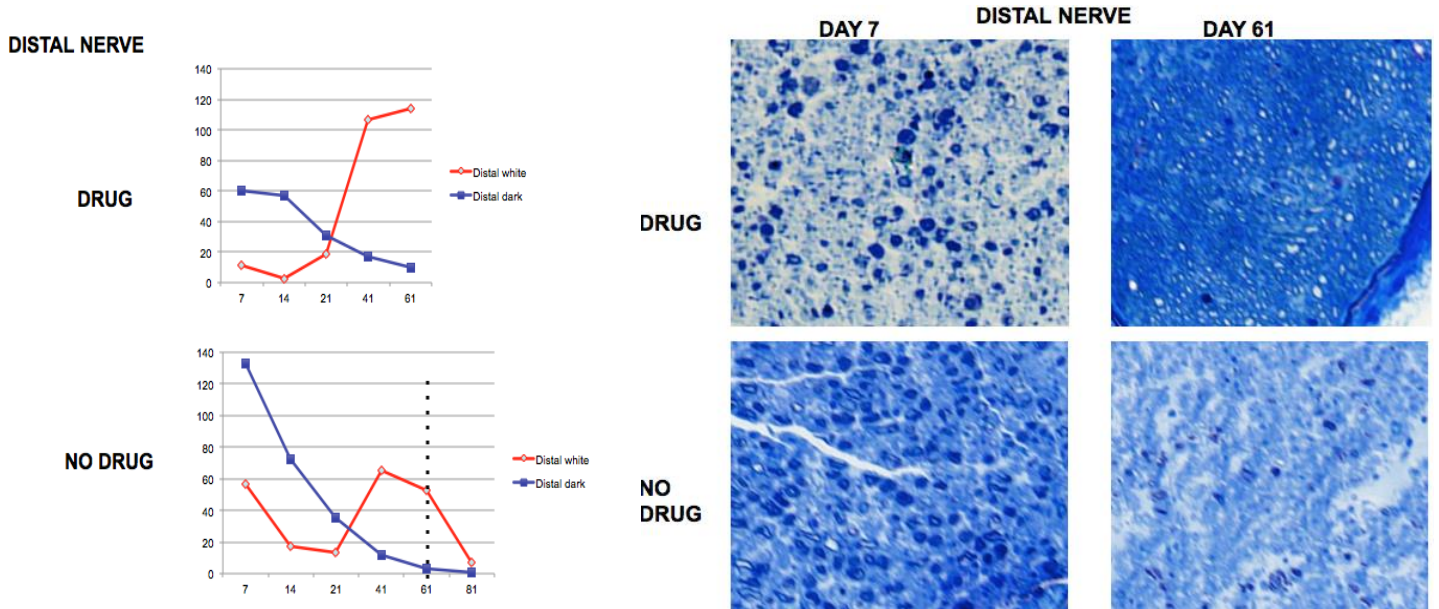 DISTAL NERVE
DRUG
140
120
100
80
60
40
20
0
7 14 21 41 61
Distal white
Distal dark
NO DRUG
140
120
100
80
60
40
20
0
7 14 21 41 61 81
Distal white
Distal dark
DISTAL NERVE
DAY 7 DAY 61
DRUG
NO
DRUG